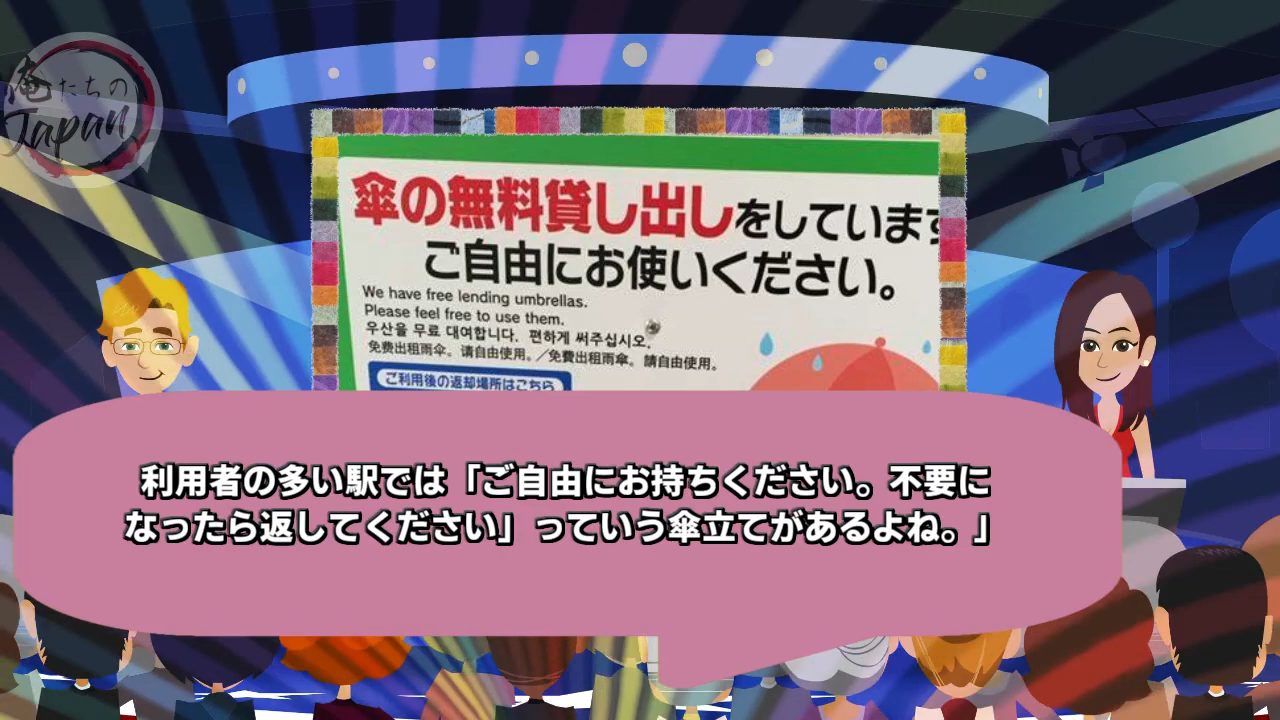 俺たちの
Japan
傘の無料貸し出しをしています
ご自由にお使いください。
We have free lending umbrellas.
Please feel free to use them.
우산을 무료 대여합니다. 편하게 써주십시오.
免费出租雨伞。请自由使用。／免費出租雨傘。請自由使用。
ご利用後の返却場所はこちら
利用者の多い駅では「ご自由にお持ちください。不要に
なったら返してください」っていう傘立てがあるよね。」